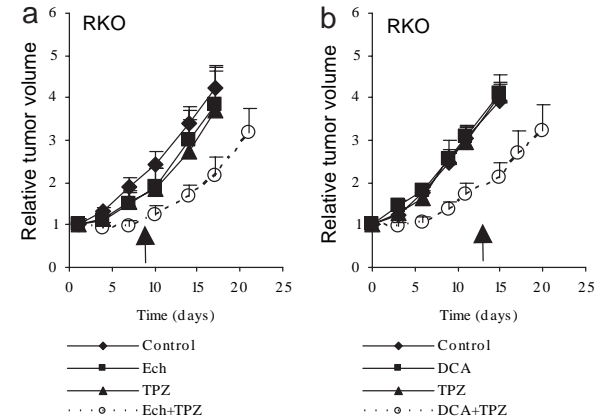 a
RKO
Relative tumor volume
6
5
4
3
2
1
0
0 5 10 15 20 25
Time (days)
Control
Ech
TPZ
Ech+TPZ
b
RKO
Relative tumor volume
6
5
4
3
2
1
0
0 5 10 15 20 25
Time (days)
Control
DCA
TPZ
DCA+TPZ